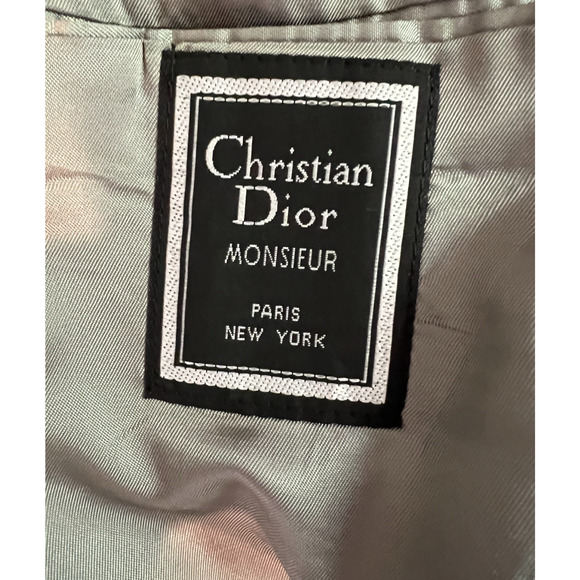 Christian
Dior
MONSIEUR
PARIS
NEW YORK